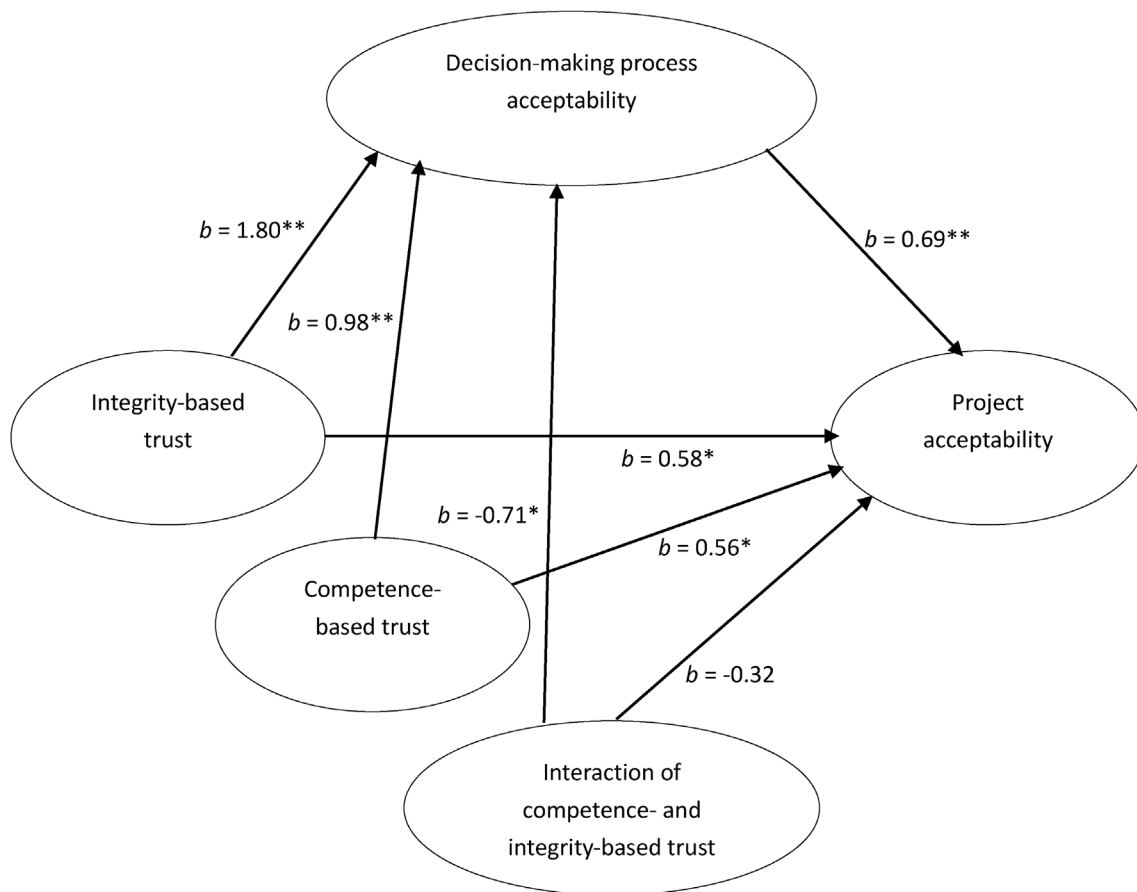 Decision-making process
acceptability
b = 1.80**
b = 0.69**
b = 0.98**
Integrity-based
trust
Project
acceptability
b = 0.58*
b = -0.71*
b = 0.56*
Competence-
based trust
b = -0.32
Interaction of
competence- and
integrity-based trust